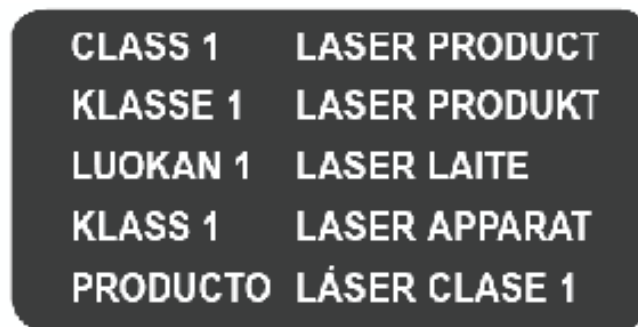 CLASS 1 LASER PRODUCT
KLASSE 1 LASER PRODUKT
LUOKAN 1 LASER LAITE
KLASS 1 LASER APPARAT
PRODUCTO LÁSER CLASE 1